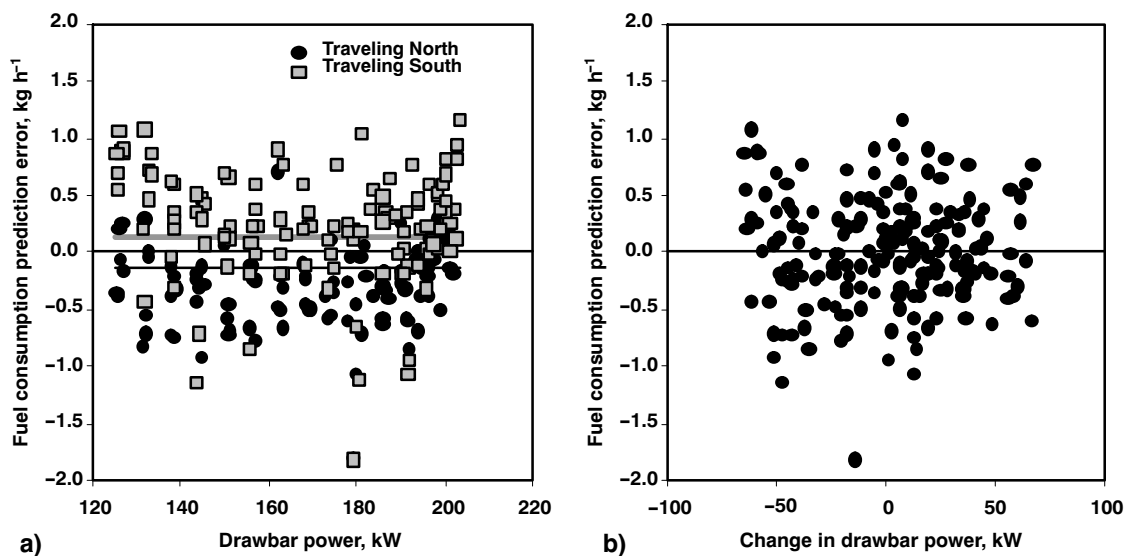 2.0
1.5
1.0
0.5
0.0
−0.5
−1.0
−1.5
−2.0
120 140 160 180 200 220
Fuel consumption prediction error, kg h⁻¹
Drawbar power, kW
Traveling North
Traveling South
a)
2.0
1.5
1.0
0.5
0.0
−0.5
−1.0
−1.5
−2.0
−100 −50 0 50 100
Fuel consumption prediction error, kg h⁻¹
Change in drawbar power, kW
b)